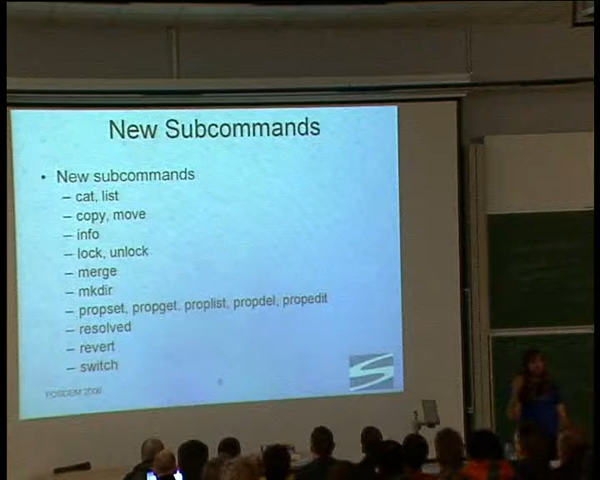 New Subcommands
• New subcommands
– cat, list
– copy, move
– info
– lock, unlock
– merge
– mkdir
– propset, propget, proplist, propdel, propedit
– resolved
– revert
– switch
FOSDEM 2006